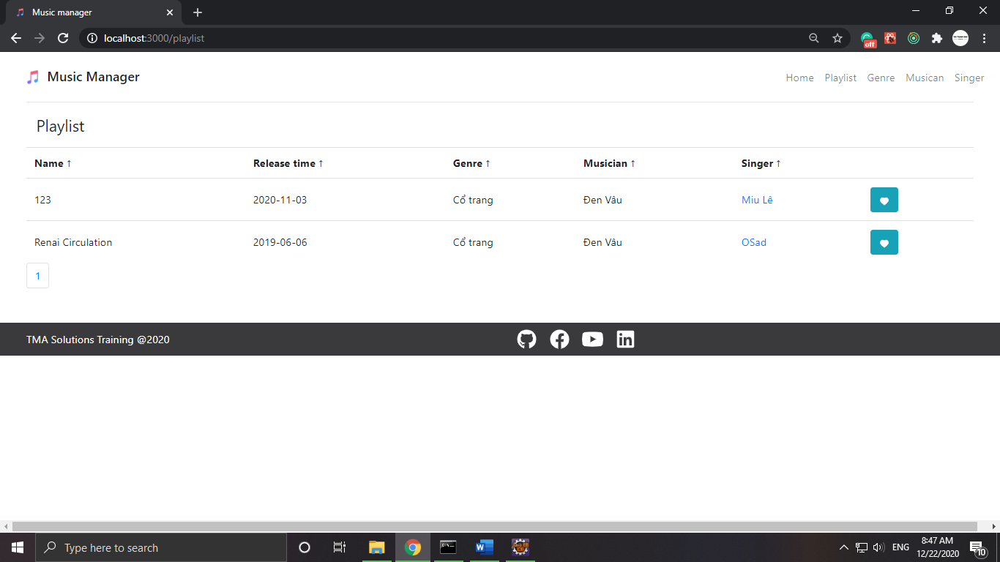 Music manager
localhost:3000/playlist
off
Music Manager
Home Playlist Genre Musican Singer
Playlist
Name ↑ Release time ↑ Genre ↑ Musician ↑ Singer ↑
123 2020-11-03 Cổ trang Đen Vâu Miu Lê
Renai Circulation 2019-06-06 Cổ trang Đen Vâu OSad
1
TMA Solutions Training @2020
Type here to search
ENG
8:47 AM
12/22/2020
10